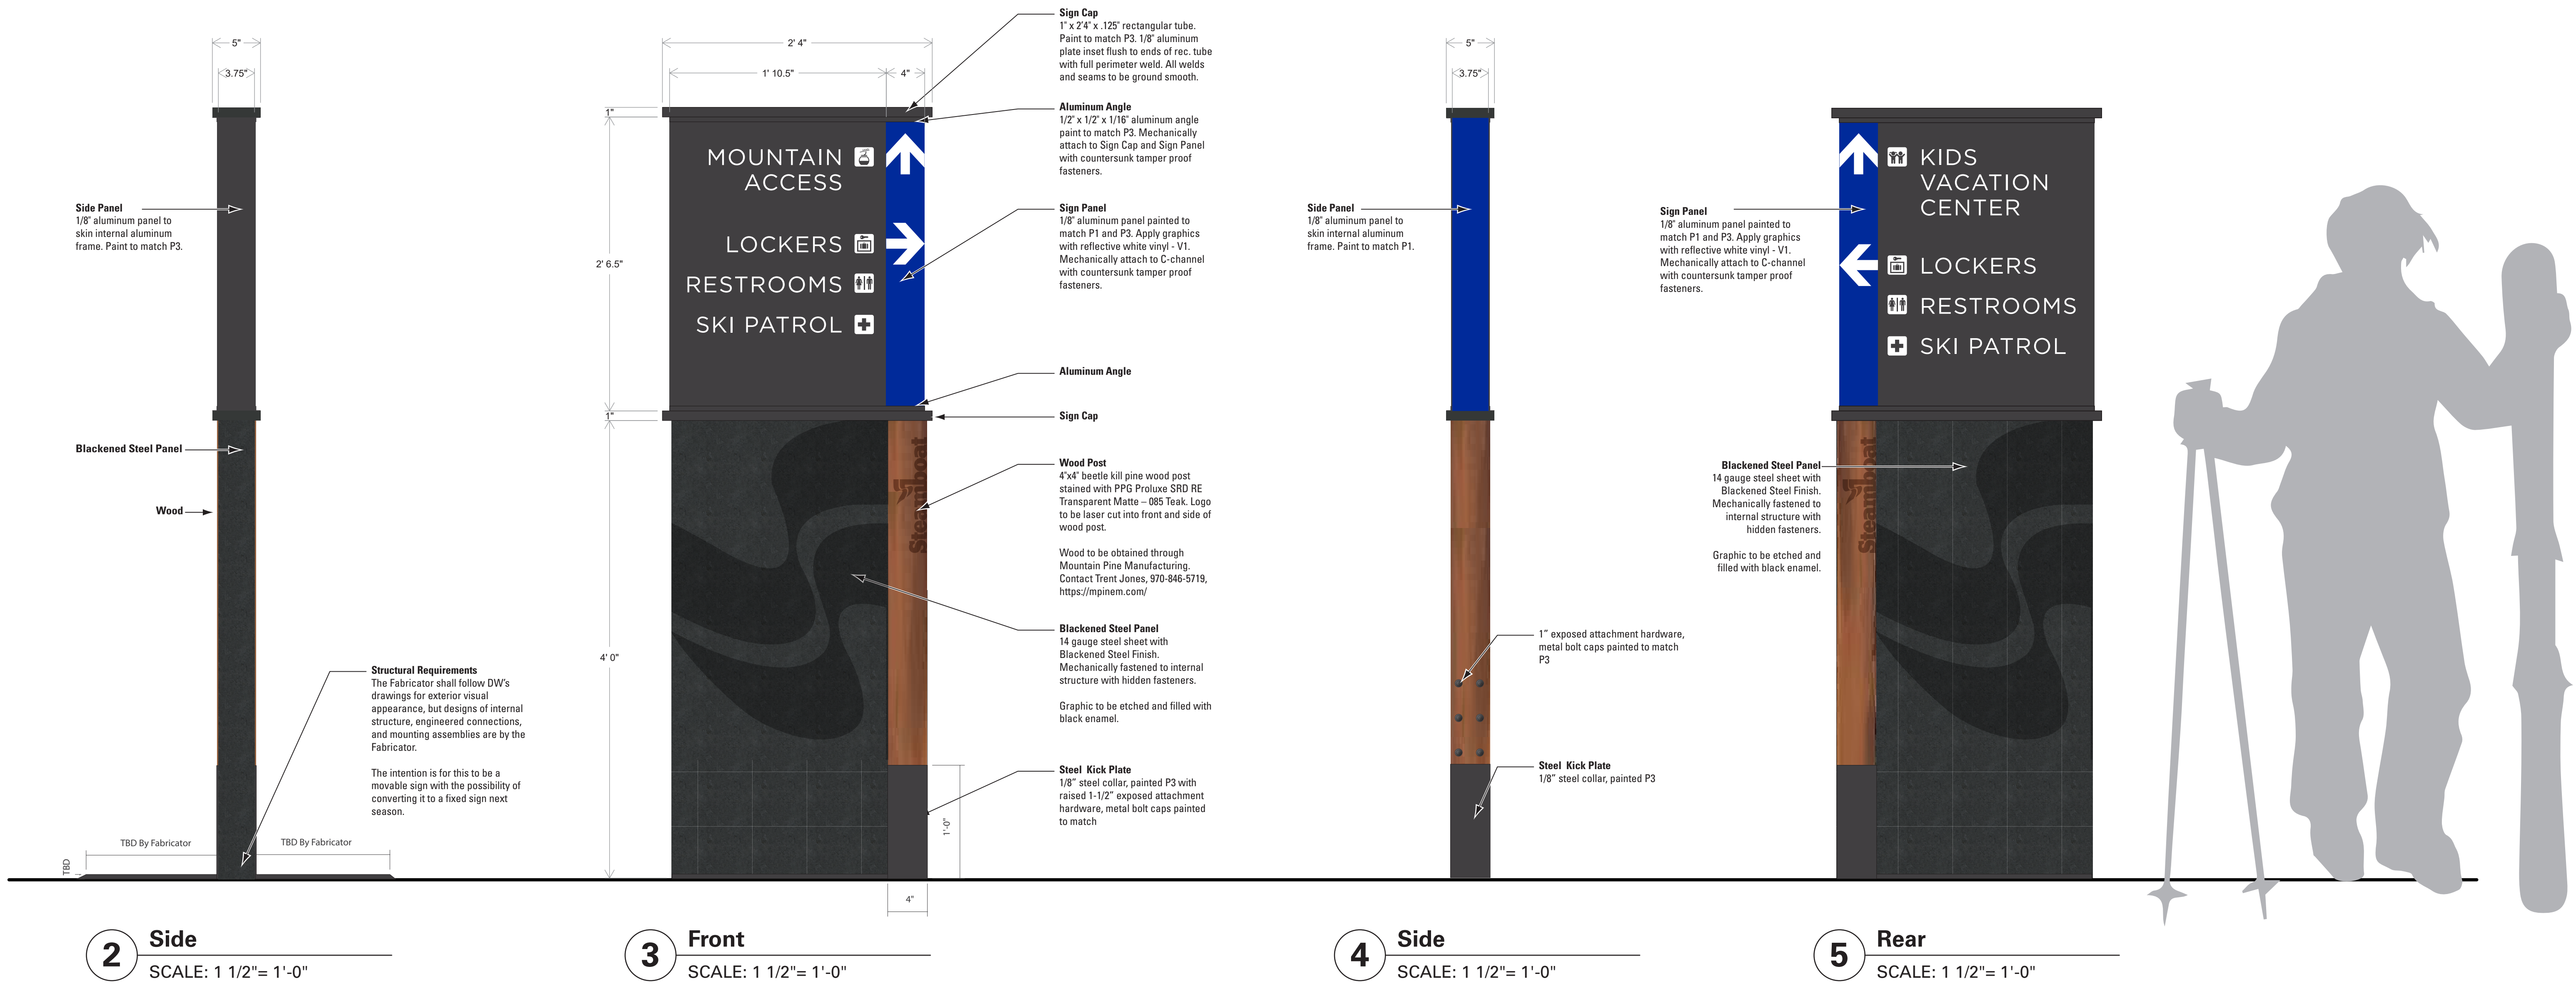 5"
3.75"
Side Panel
1/8" aluminum panel to
skin internal aluminum
frame. Paint to match P3.
Blackened Steel Panel
Wood
Structural Requirements
The Fabricator shall follow DW's
drawings for exterior visual
appearance, but designs of internal
structure, engineered connections,
and mounting assemblies are by the
Fabricator.
The intention is for this to be a
movable sign with the possibility of
converting it to a fixed sign next
season.
TBD
TBD By Fabricator
TBD By Fabricator
2 Side
SCALE: 1 1/2"= 1'-0"
2' 4"
1' 10.5"
4"
1"
2' 6.5"
1"
4' 0"
MOUNTAIN
ACCESS
LOCKERS
RESTROOMS
SKI PATROL
Steamboat
1'-0"
4"
Sign Cap
1" x 2'4" x .125" rectangular tube.
Paint to match P3. 1/8" aluminum
plate inset flush to ends of rec. tube
with full perimeter weld. All welds
and seams to be ground smooth.
Aluminum Angle
1/2" x 1/2" x 1/16" aluminum angle
paint to match P3. Mechanically
attach to Sign Cap and Sign Panel
with countersunk tamper proof
fasteners.
Sign Panel
1/8" aluminum panel painted to
match P1 and P3. Apply graphics
with reflective white vinyl - V1.
Mechanically attach to C-channel
with countersunk tamper proof
fasteners.
Aluminum Angle
Sign Cap
Wood Post
4"x4" beetle kill pine wood post
stained with PPG Proluxe SRD RE
Transparent Matte – 085 Teak. Logo
to be laser cut into front and side of
wood post.
Wood to be obtained through
Mountain Pine Manufacturing.
Contact Trent Jones, 970-846-5719,
https://mpinem.com/
Blackened Steel Panel
14 gauge steel sheet with
Blackened Steel Finish.
Mechanically fastened to internal
structure with hidden fasteners.
Graphic to be etched and filled with
black enamel.
Steel Kick Plate
1/8" steel collar, painted P3 with
raised 1-1/2" exposed attachment
hardware, metal bolt caps painted
to match
3 Front
SCALE: 1 1/2"= 1'-0"
5"
3.75"
Side Panel
1/8" aluminum panel to
skin internal aluminum
frame. Paint to match P1.
1" exposed attachment hardware,
metal bolt caps painted to match
P3
Steel Kick Plate
1/8" steel collar, painted P3
4 Side
SCALE: 1 1/2"= 1'-0"
Sign Panel
1/8" aluminum panel painted to
match P1 and P3. Apply graphics
with reflective white vinyl - V1.
Mechanically attach to C-channel
with countersunk tamper proof
fasteners.
Blackened Steel Panel
14 gauge steel sheet with
Blackened Steel Finish.
Mechanically fastened to
internal structure with
hidden fasteners.
Graphic to be etched and
filled with black enamel.
KIDS
VACATION
CENTER
LOCKERS
RESTROOMS
SKI PATROL
Steamboat
5 Rear
SCALE: 1 1/2"= 1'-0"